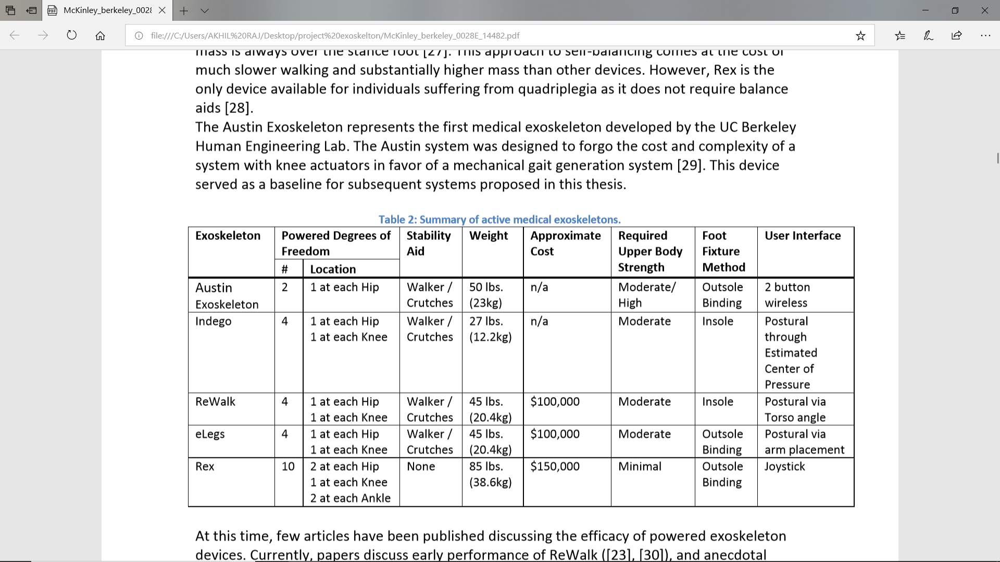 McKinley_berkeley_0028
file:///C:/Users/AKHIL%20RAJ/Desktop/project%20exoskelton/McKinley_berkeley_0028E_14482.pdf
mass is always over the stance foot [27]. This approach to self-balancing comes at the cost of
much slower walking and substantially higher mass than other devices. However, Rex is the
only device available for individuals suffering from quadriplegia as it does not require balance
aids [28].
The Austin Exoskeleton represents the first medical exoskeleton developed by the UC Berkeley
Human Engineering Lab. The Austin system was designed to forgo the cost and complexity of a
system with knee actuators in favor of a mechanical gait generation system [29]. This device
served as a baseline for subsequent systems proposed in this thesis.
Table 2: Summary of active medical exoskeletons.
Exoskeleton Powered Degrees of Stability Weight Approximate Required Foot User Interface
Freedom Aid Cost Upper Body Fixture
# Location Strength Method
Austin 2 1 at each Hip Walker / 50 lbs. n/a Moderate/ Outsole 2 button
Exoskeleton Crutches (23kg) High Binding wireless
Indego 4 1 at each Hip Walker / 27 lbs. n/a Moderate Insole Postural
1 at each Knee Crutches (12.2kg) through
Estimated
Center of
Pressure
ReWalk 4 1 at each Hip Walker / 45 lbs. $100,000 Moderate Insole Postural via
1 at each Knee Crutches (20.4kg) Torso angle
eLegs 4 1 at each Hip Walker / 45 lbs. $100,000 Moderate Outsole Postural via
1 at each Knee Crutches (20.4kg) Binding arm placement
Rex 10 2 at each Hip None 85 lbs. $150,000 Minimal Outsole Joystick
1 at each Knee (38.6kg) Binding
2 at each Ankle
At this time, few articles have been published discussing the efficacy of powered exoskeleton
devices. Currently, papers discuss early performance of ReWalk ([23], [30]), and anecdotal